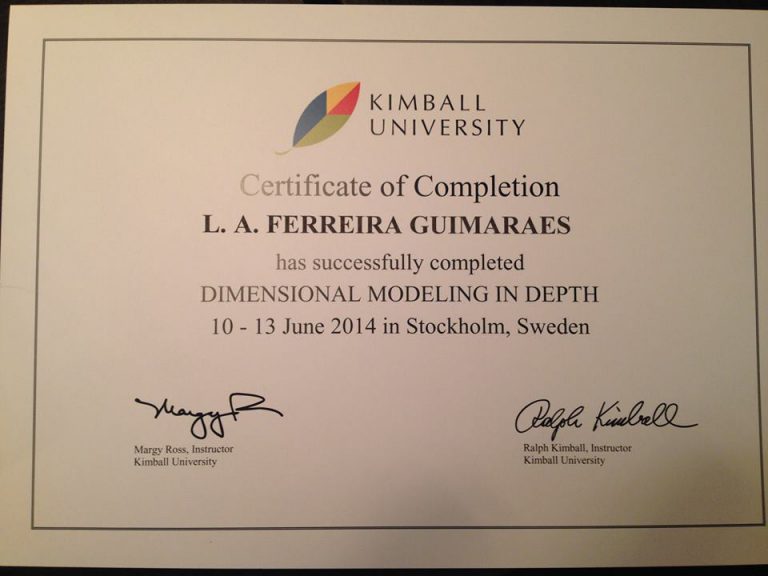 KIMBALL
UNIVERSITY
Certificate of Completion
L. A. FERREIRA GUIMARAES
has successfully completed
DIMENSIONAL MODELING IN DEPTH
10 - 13 June 2014 in Stockholm, Sweden
Margy R
Margy Ross, Instructor
Kimball University
Ralph Kimball
Ralph Kimball, Instructor
Kimball University